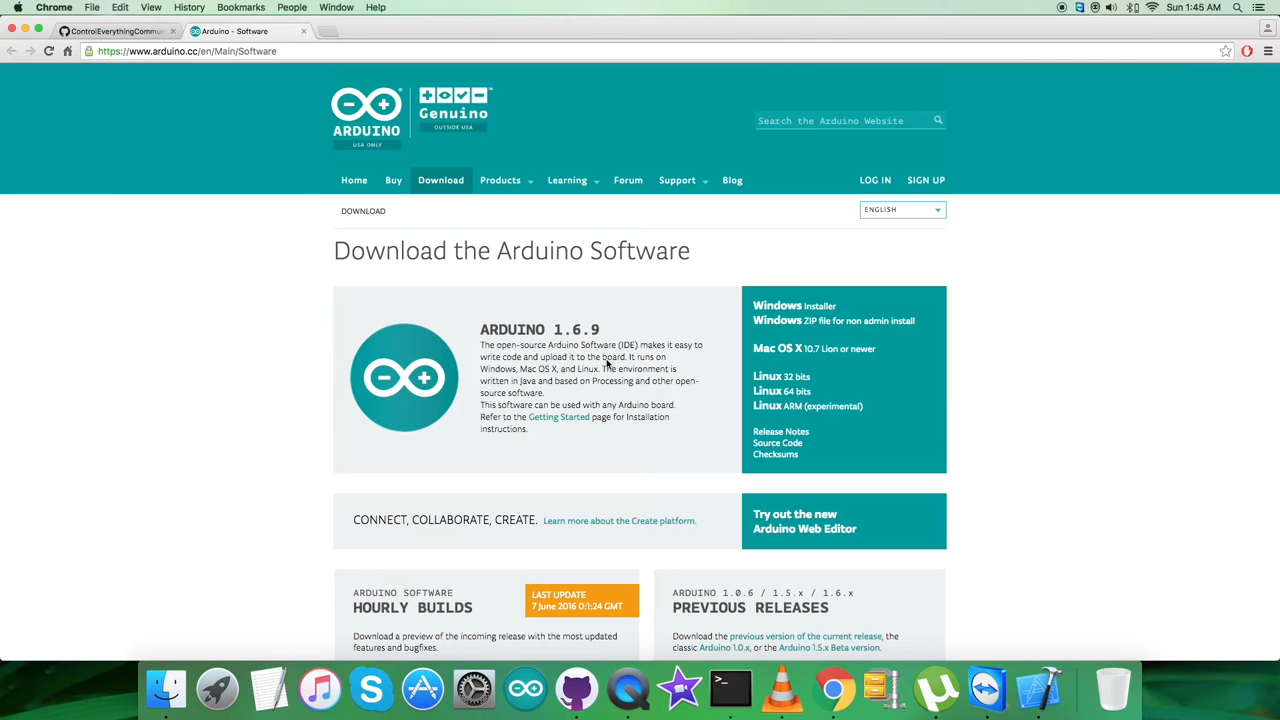 Chrome File Edit View History Bookmarks People Window Help Sun 1:45 AM
ControlEverythingCommun
Arduino - Software
https://www.arduino.cc/en/Main/Software
ARDUINO
USA ONLY
Genuino
OUTSIDE USA
Search the Arduino Website
Home Buy Download Products Learning Forum Support Blog LOG IN SIGN UP
DOWNLOAD
ENGLISH
Download the Arduino Software
ARDUINO 1.6.9
The open-source Arduino Software (IDE) makes it easy to
write code and upload it to the board. It runs on
Windows, Mac OS X, and Linux. The environment is
written in Java and based on Processing and other open-
source software.
This software can be used with any Arduino board.
Refer to the Getting Started page for Installation
instructions.
Windows Installer
Windows ZIP file for non admin install
Mac OS X 10.7 Lion or newer
Linux 32 bits
Linux 64 bits
Linux ARM (experimental)
Release Notes
Source Code
Checksums
CONNECT, COLLABORATE, CREATE. Learn more about the Create platform.
Try out the new
Arduino Web Editor
ARDUINO SOFTWARE
HOURLY BUILDS
LAST UPDATE
7 June 2016 0:1:24 GMT
Download a preview of the incoming release with the most updated
features and bugfixes.
ARDUINO 1.0.6 / 1.5.x / 1.6.x
PREVIOUS RELEASES
Download the previous version of the current release, the
classic Arduino 1.0.x, or the Arduino 1.5.x Beta version.